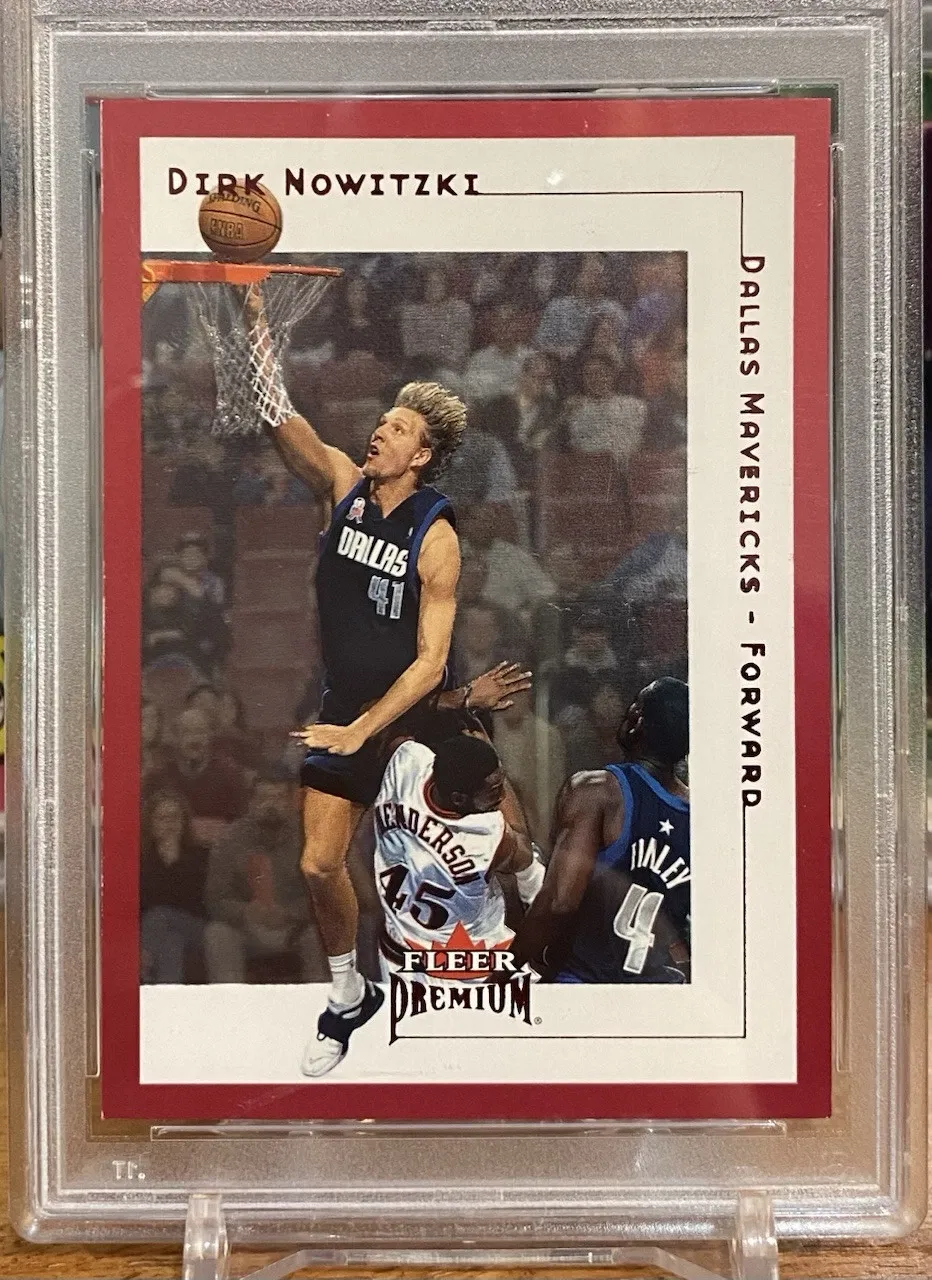 DIRK NOWITZKI
SPALDING
NBA
DALLAS MAVERICKS - FORWARD
DALLAS
41
HENDERSON
45
FINLEY
4
FLEER
PREMIUM